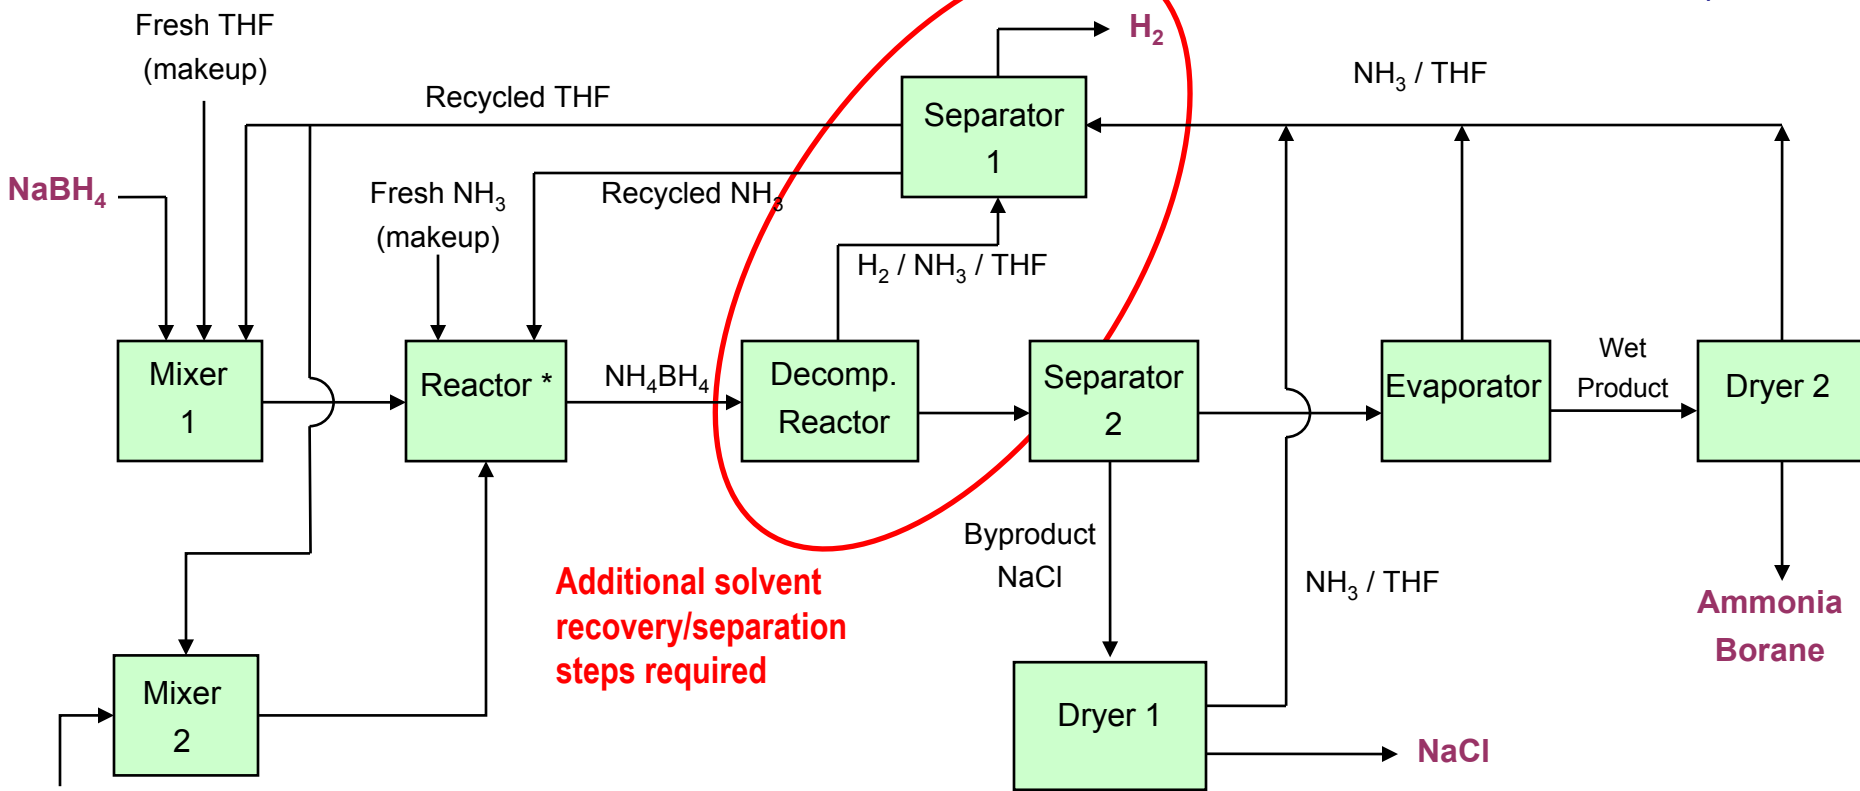 Fresh THF
(makeup)
H2
NH3 / THF
Recycled THF
Separator
1
NaBH4
Fresh NH3
(makeup)
Recycled NH3
H2 / NH3 / THF
Mixer
1
Reactor *
NH4BH4
Decomp.
Reactor
Separator
2
Evaporator
Wet
Product
Dryer 2
Byproduct
NaCl
Additional solvent
recovery/separation
steps required
NH3 / THF
Ammonia
Borane
Mixer
2
Dryer 1
NaCl